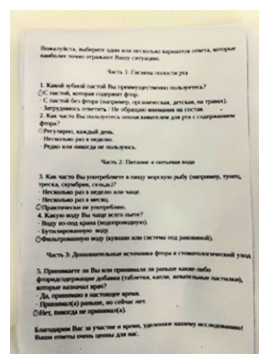 Пожалуйста, выберите один или несколько вариантов ответа, которые
наиболее точно отражают Вашу ситуацию.
Часть 1: Гигиена полости рта
1. Какой зубной пастой Вы преимущественно пользуетесь?
С пастой, которая содержит фтор.
- С пастой без фтора (например, органическая, детская, на травах).
- Затрудняюсь ответить / Не обращаю внимания на состав.
2. Как часто Вы пользуетесь ополаскивателем для рта с содержанием
фтора?
Регулярно, каждый день.
- Несколько раз в неделю.
- Редко или никогда не пользуюсь.
Часть 2: Питание и питьевая вода
3. Как часто Вы употребляете в пищу морскую рыбу (например, тунец,
треска, скумбрия, сельдь)?
- Несколько раз в неделю или чаще.
- Несколько раз в месяц.
Практически не употребляю.
4. Какую воду Вы чаще всего пьете?
- Воду из-под крана (водопроводную).
- Бутилированную воду.
Фильтрованную воду (кувшин или система под раковиной).
Часть 3: Дополнительные источники фтора и стоматологический уход
5. Принимаете ли Вы или принимали ли раньше какие-либо
фторидсодержащие добавки (таблетки, капли, жевательные пастилки),
которые назначил врач?
- Да, принимаю в настоящее время.
- Принимал(а) раньше, но сейчас нет.
Нет, никогда не принимал(а).
Благодарим Вас за участие и время, уделенное нашему исследованию!
Ваши ответы очень ценны для нас.